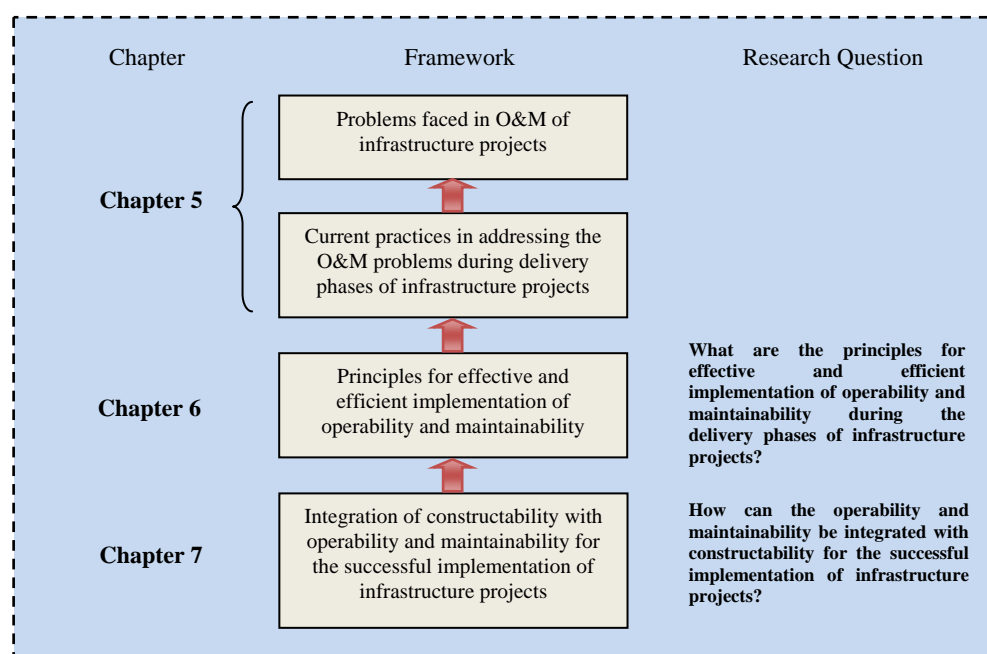 Chapter
Framework
Research Question
Problems faced in O&M of
infrastructure projects
Chapter 5
Current practices in addressing the
O&M problems during delivery
phases of infrastructure projects
Chapter 6
Principles for effective and
efficient implementation of
operability and maintainability
What are the principles for
effective and efficient
implementation of operability and
maintainability during the
delivery phases of infrastructure
projects?
Chapter 7
Integration of constructability with
operability and maintainability for
the successful implementation of
infrastructure projects
How can the operability and
maintainability be integrated with
constructability for the successful
implementation of infrastructure
projects?